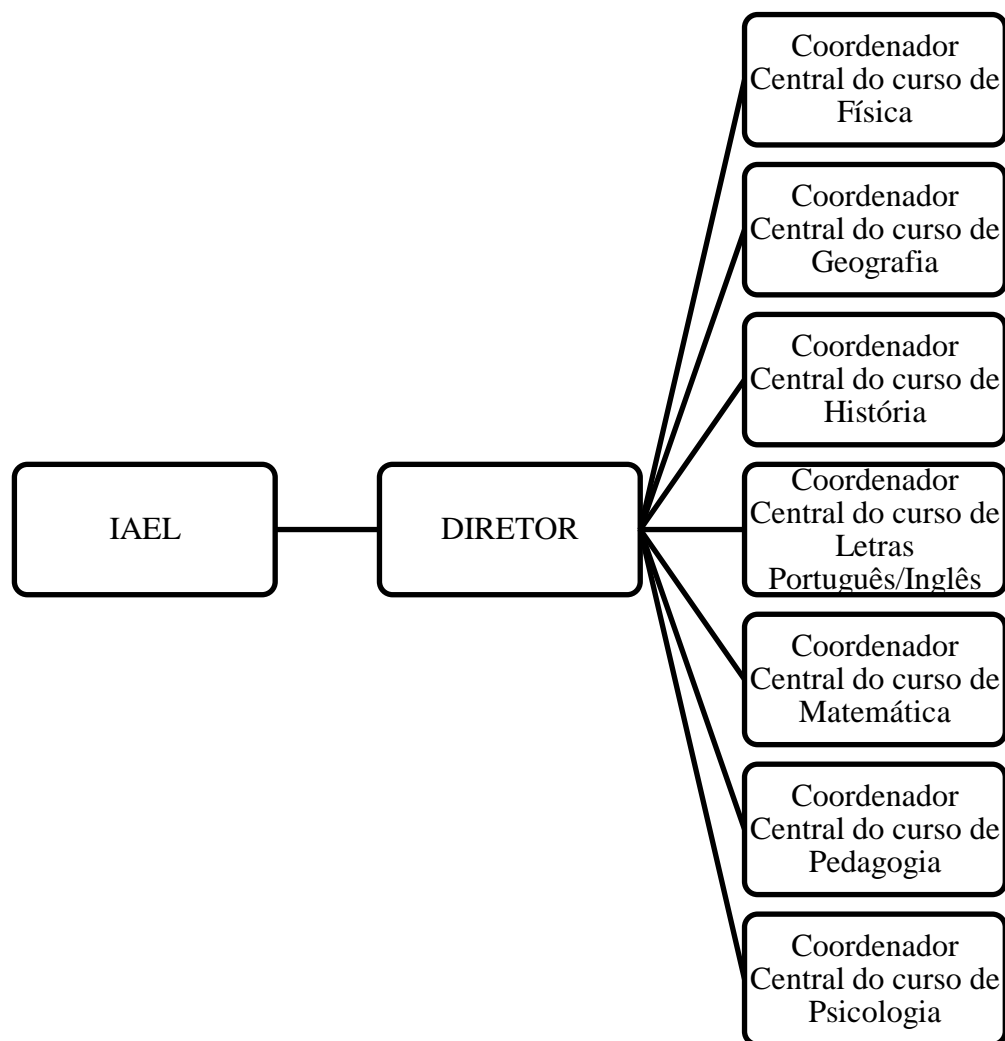 IAEL
DIRETOR
Coordenador
Central do curso de
Física
Coordenador
Central do curso de
Geografia
Coordenador
Central do curso de
História
Coordenador
Central do curso de
Letras
Português/Inglês
Coordenador
Central do curso de
Matemática
Coordenador
Central do curso de
Pedagogia
Coordenador
Central do curso de
Psicologia